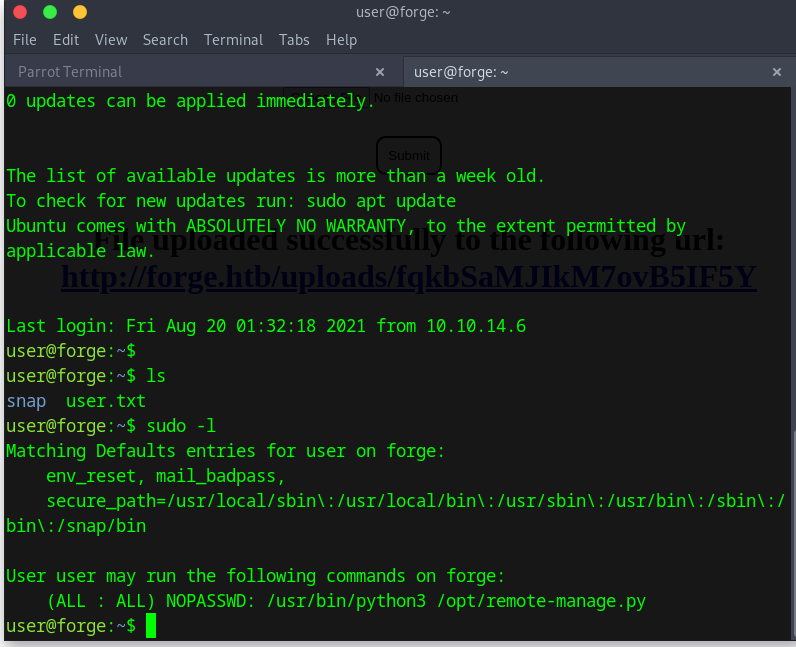 user@forge: ~
File Edit View Search Terminal Tabs Help
Parrot Terminal × user@forge: ~ ×
0 updates can be applied immediately.
No file chosen
Submit
The list of available updates is more than a week old.
To check for new updates run: sudo apt update
Ubuntu comes with ABSOLUTELY NO WARRANTY, to the extent permitted by
File uploaded successfully to the following url:
applicable law.
http://forge.htb/uploads/fqkbSaMJIkM7ovB5IF5Y
Last login: Fri Aug 20 01:32:18 2021 from 10.10.14.6
user@forge:~$
user@forge:~$ ls
snap  user.txt
user@forge:~$ sudo -l
Matching Defaults entries for user on forge:
    env_reset, mail_badpass,
    secure_path=/usr/local/sbin\:/usr/local/bin\:/usr/sbin\:/usr/bin\:/sbin\:/
bin\:/snap/bin
User user may run the following commands on forge:
    (ALL : ALL) NOPASSWD: /usr/bin/python3 /opt/remote-manage.py
user@forge:~$